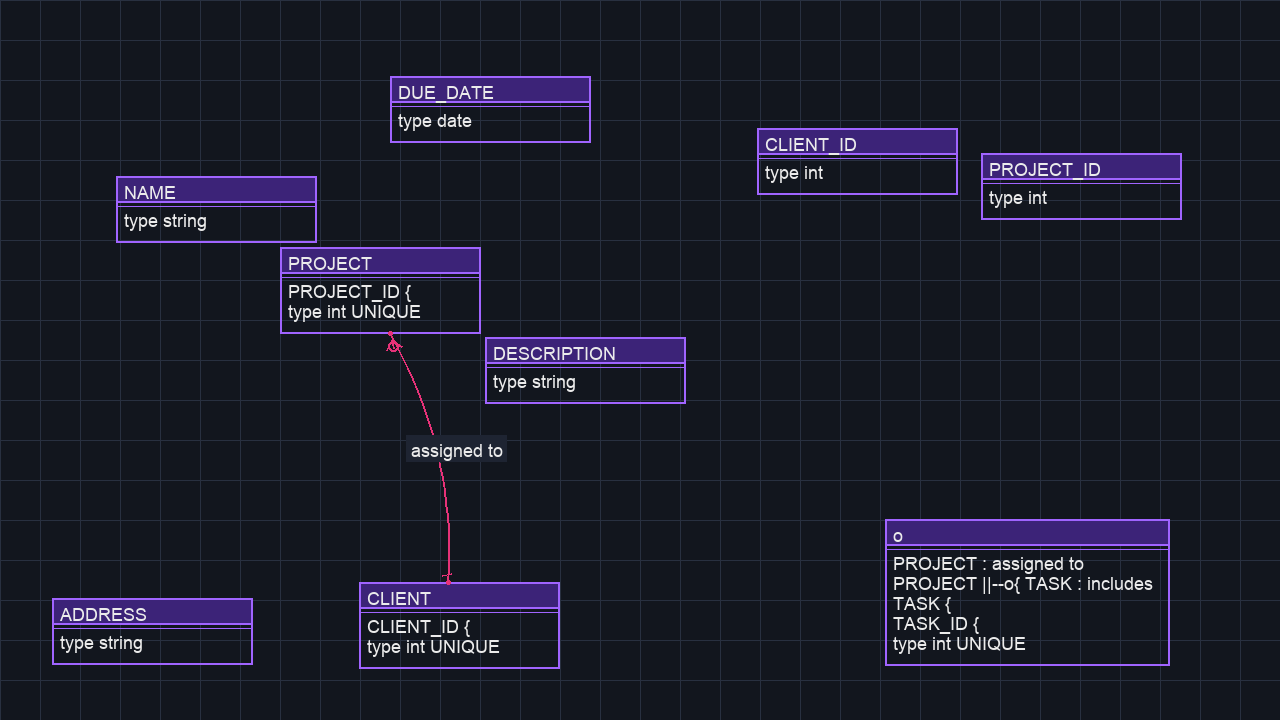 DUE_DATE
type date
CLIENT_ID
type int
PROJECT_ID
type int
NAME
type string
PROJECT
PROJECT_ID {
type int UNIQUE
DESCRIPTION
type string
assigned to
o
PROJECT : assigned to
PROJECT ||--o{ TASK : includes
TASK {
TASK_ID {
type int UNIQUE
CLIENT
CLIENT_ID {
type int UNIQUE
ADDRESS
type string